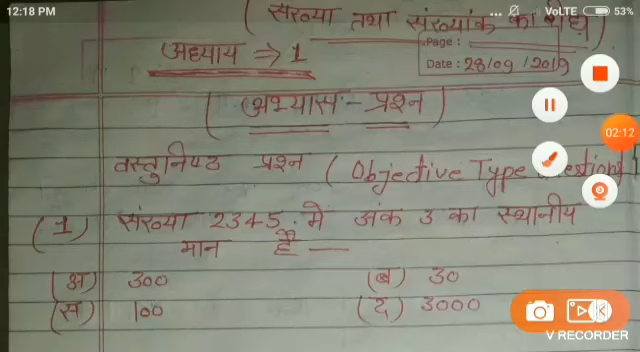 12:18 PM ... VoLTE 53%
( संख्या तथा संख्यांक का बोध )
अध्याय ⇒ 1
Page :
Date : 28/09/2019
( अभ्यास - प्रश्न )
02:12
वस्तुनिष्ठ प्रश्न ( Objective Type
(1) संख्या 2345 में अंक 3 का स्थानीय
मान है —
(अ) 300 (ब) 30
(स) 100 (द) 3000
V RECORDER